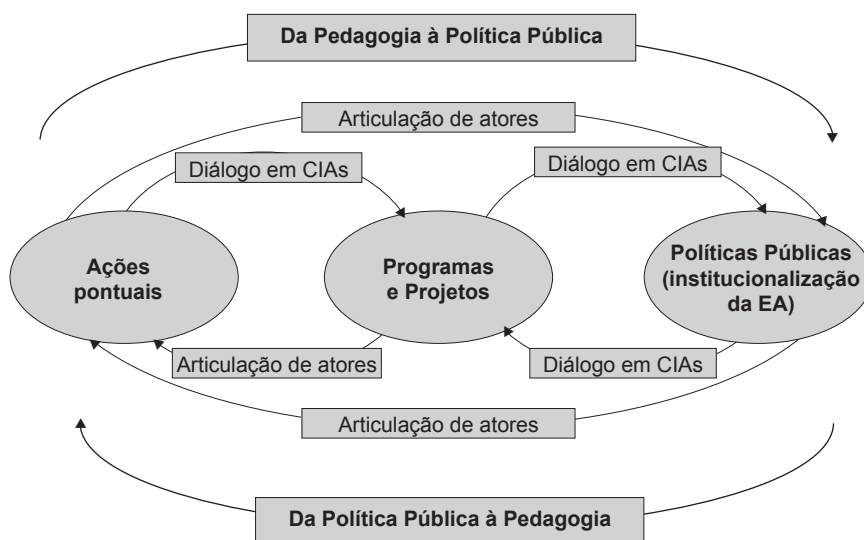 Da Pedagogia à Política Pública
Articulação de atores
Diálogo em CIAs
Diálogo em CIAs
Ações
pontuais
Programas
e Projetos
Políticas Públicas
(institucionalização
da EA)
Articulação de atores
Diálogo em CIAs
Articulação de atores
Da Política Pública à Pedagogia